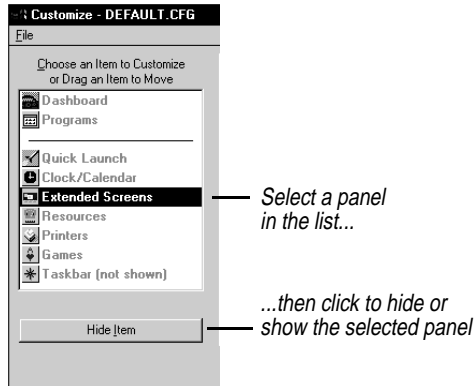 Customize - DEFAULT.CFG
File
Choose an Item to Customize
or Drag an Item to Move
Dashboard
Programs
Quick Launch
Clock/Calendar
Extended Screens
Resources
Printers
Games
Taskbar (not shown)
Hide Item
Select a panel
in the list...
...then click to hide or
show the selected panel